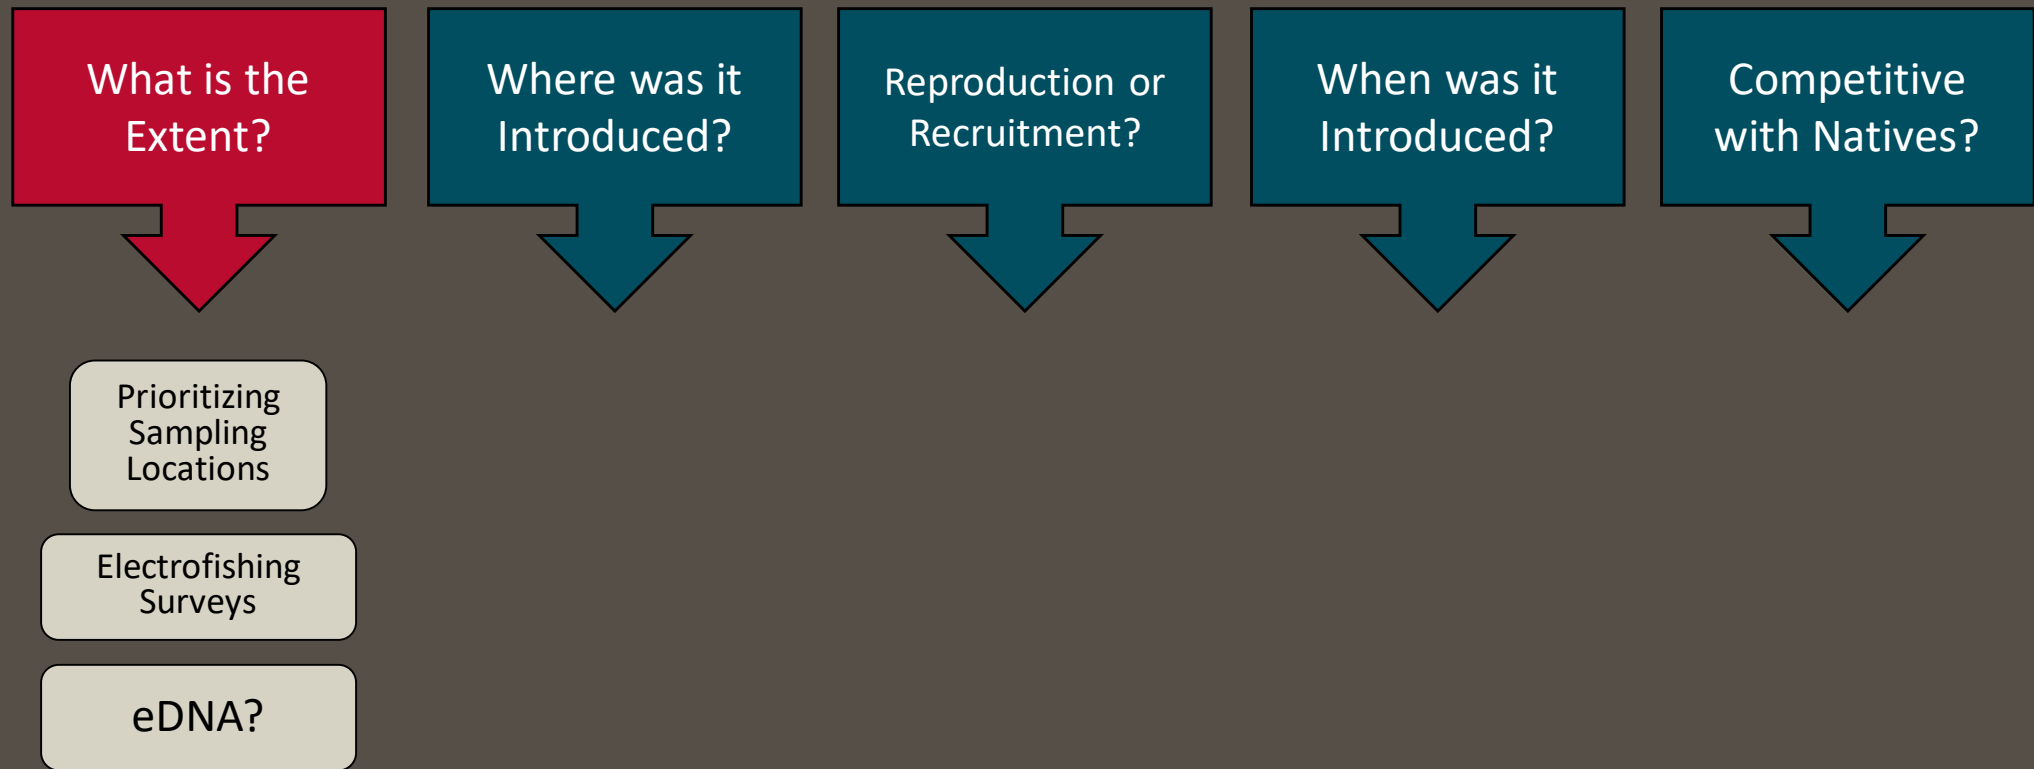 What is the
Extent?
Where was it
Introduced?
Reproduction or
Recruitment?
When was it
Introduced?
Competitive
with Natives?
Prioritizing
Sampling
Locations
Electrofishing
Surveys
eDNA?